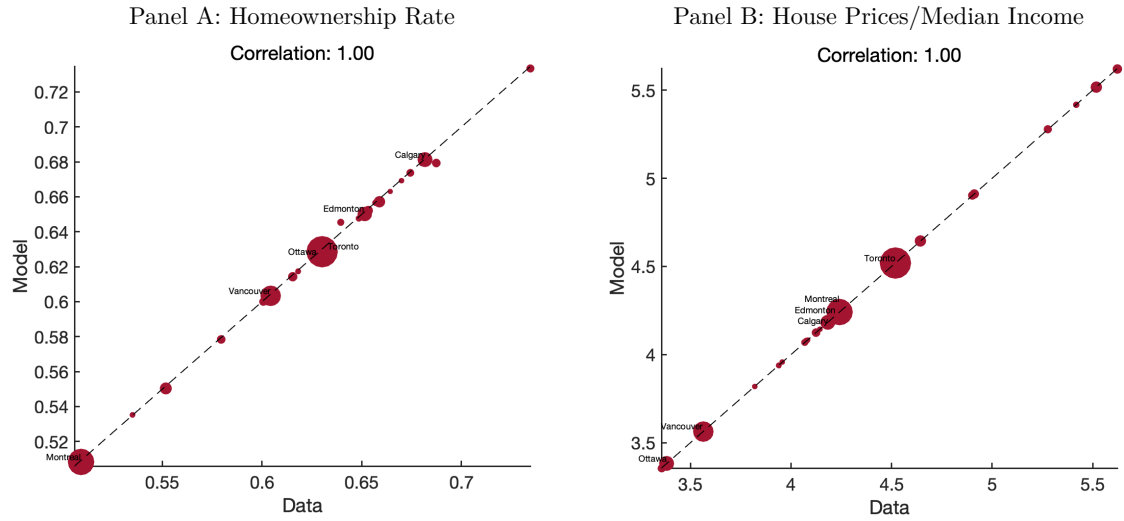 Panel A: Homeownership Rate
Correlation: 1.00
0.72
0.7
0.68
0.66
0.64
0.62
0.6
0.58
0.56
0.54
0.52
Model
Calgary
Edmonton
Toronto
Ottawa
Vancouver
Montreal
0.55 0.6 0.65 0.7
Data
Panel B: House Prices/Median Income
Correlation: 1.00
5.5
5
4.5
4
3.5
Model
Toronto
Montreal
Edmonton
Calgary
Vancouver
Ottawa
3.5 4 4.5 5 5.5
Data